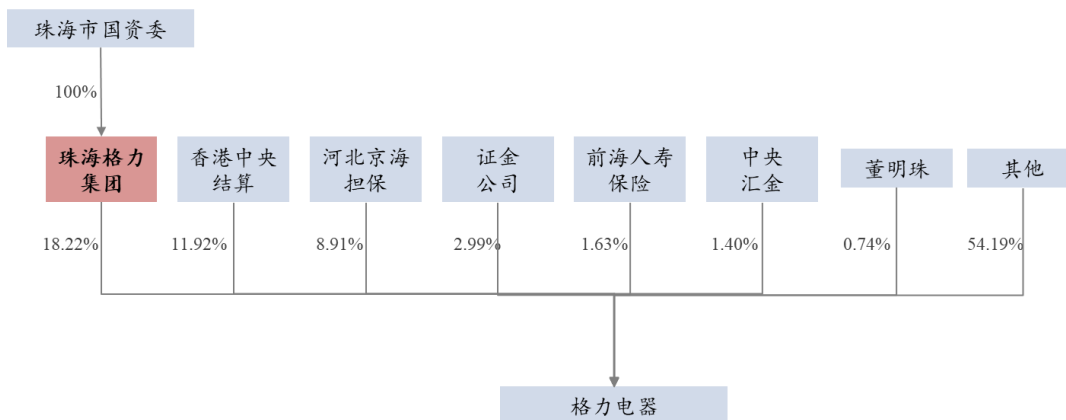 珠海市国资委
100%
珠海格力
集团
香港中央
结算
河北京海
担保
证金
公司
前海人寿
保险
中央
汇金
董明珠
其他
18.22%
11.92%
8.91%
2.99%
1.63%
1.40%
0.74%
54.19%
格力电器